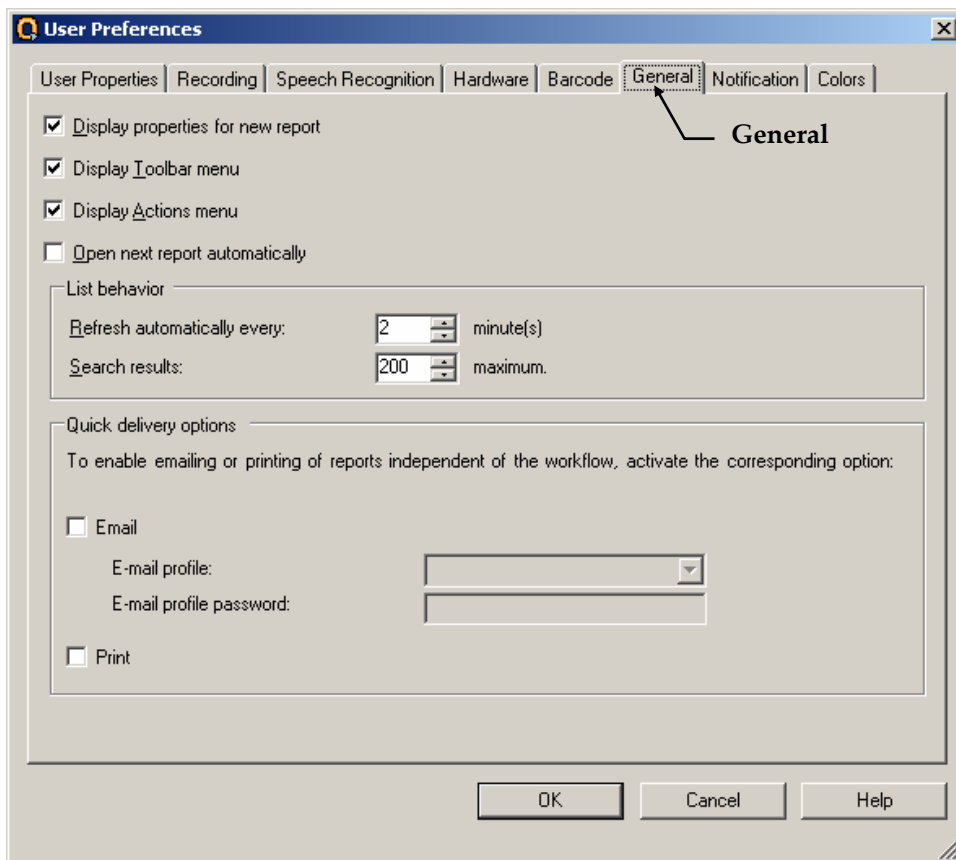 User Preferences
User Properties Recording Speech Recognition Hardware Barcode General Notification Colors
Display properties for new report
General
Display Toolbar menu
Display Actions menu
Open next report automatically
List behavior
Refresh automatically every: 2 minute(s)
Search results: 200 maximum.
Quick delivery options
To enable emailing or printing of reports independent of the workflow, activate the corresponding option:
Email
E-mail profile:
E-mail profile password:
Print
OK Cancel Help